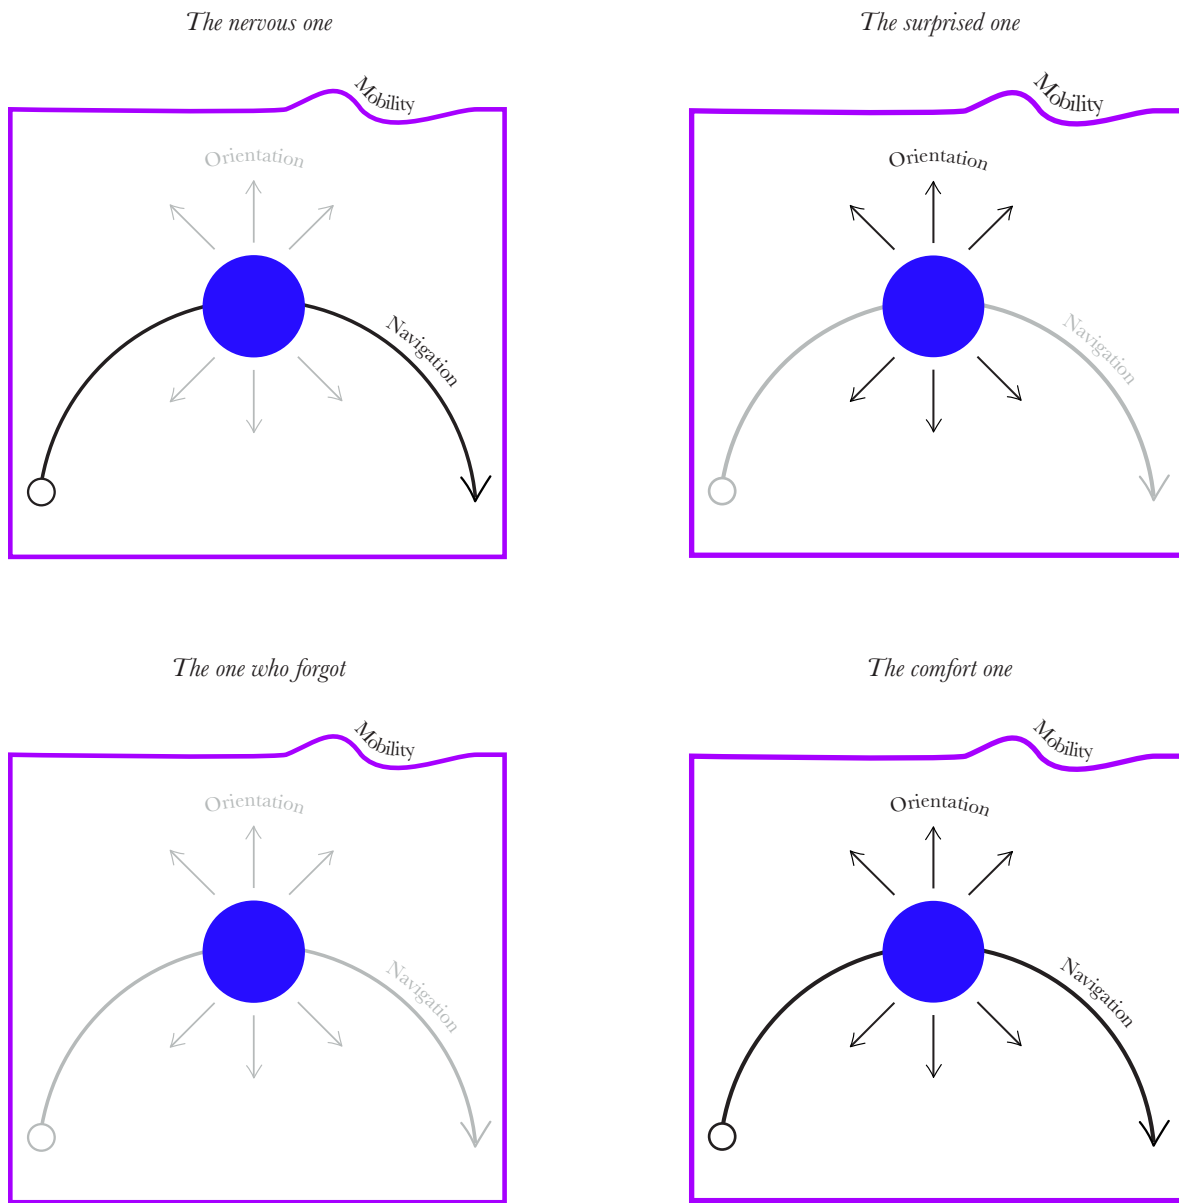 The nervous one
Mobility
Orientation
Navigation
The surprised one
Mobility
Orientation
Navigation
The one who forgot
Mobility
Orientation
Navigation
The comfort one
Mobility
Orientation
Navigation